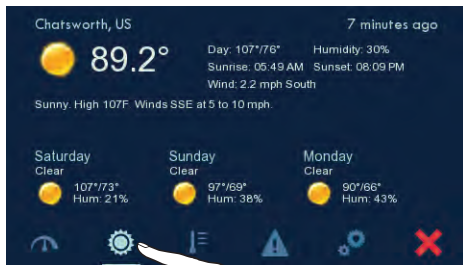 Chatsworth, US 7 minutes ago
89.2° Day: 107°/76° Humidity: 30%
Sunrise: 05:49 AM Sunset: 08:09 PM
Wind: 2.2 mph South
Sunny. High 107F Winds SSE at 5 to 10 mph.
Saturday Sunday Monday
Clear Clear Clear
107°/73° 97°/69° 90°/66°
Hum: 21% Hum: 38% Hum: 43%